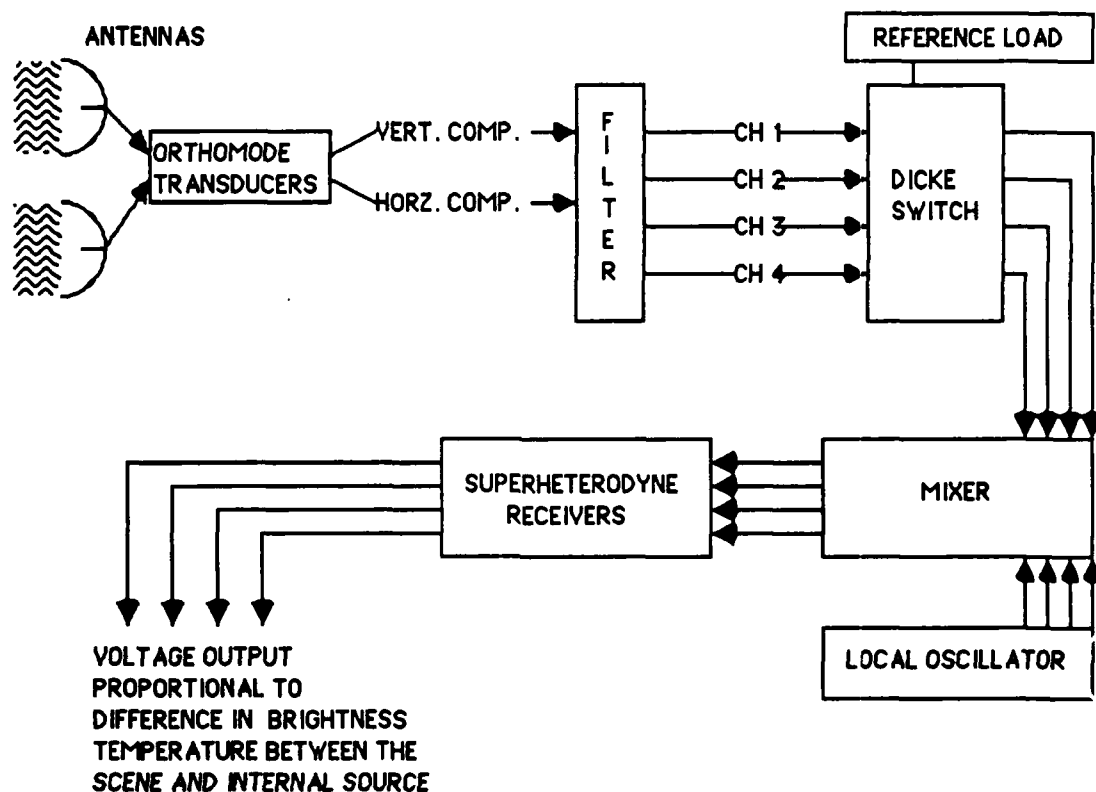 ANTENNAS
REFERENCE LOAD
ORTHOMODE
TRANSDUCERS
VERT. COMP.
HORZ. COMP.
FILTER
CH 1
CH 2
CH 3
CH 4
DICKE
SWITCH
SUPERHETERODYNE
RECEIVERS
MIXER
LOCAL OSCILLATOR
VOLTAGE OUTPUT
PROPORTIONAL TO
DIFFERENCE IN BRIGHTNESS
TEMPERATURE BETWEEN THE
SCENE AND INTERNAL SOURCE